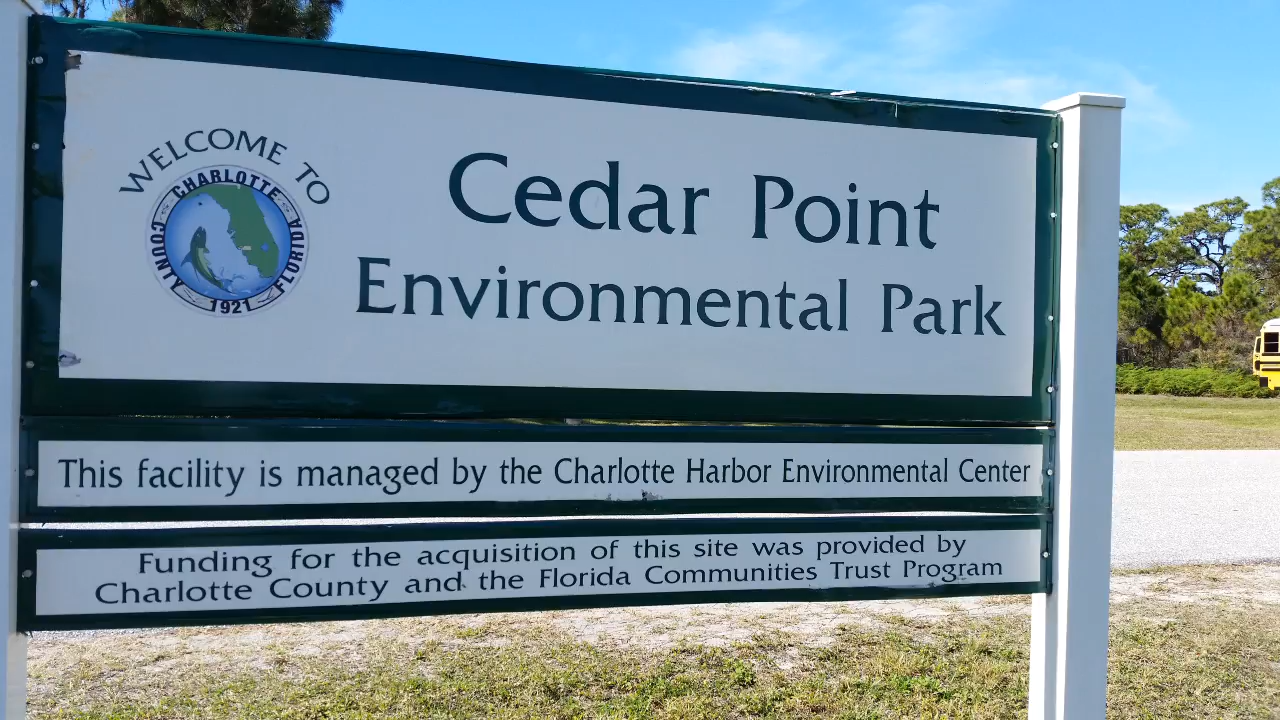 WELCOME TO
CHARLOTTE
COUNTY
FLORIDA
1921
Cedar Point
Environmental Park
This facility is managed by the Charlotte Harbor Environmental Center
Funding for the acquisition of this site was provided by
Charlotte County and the Florida Communities Trust Program